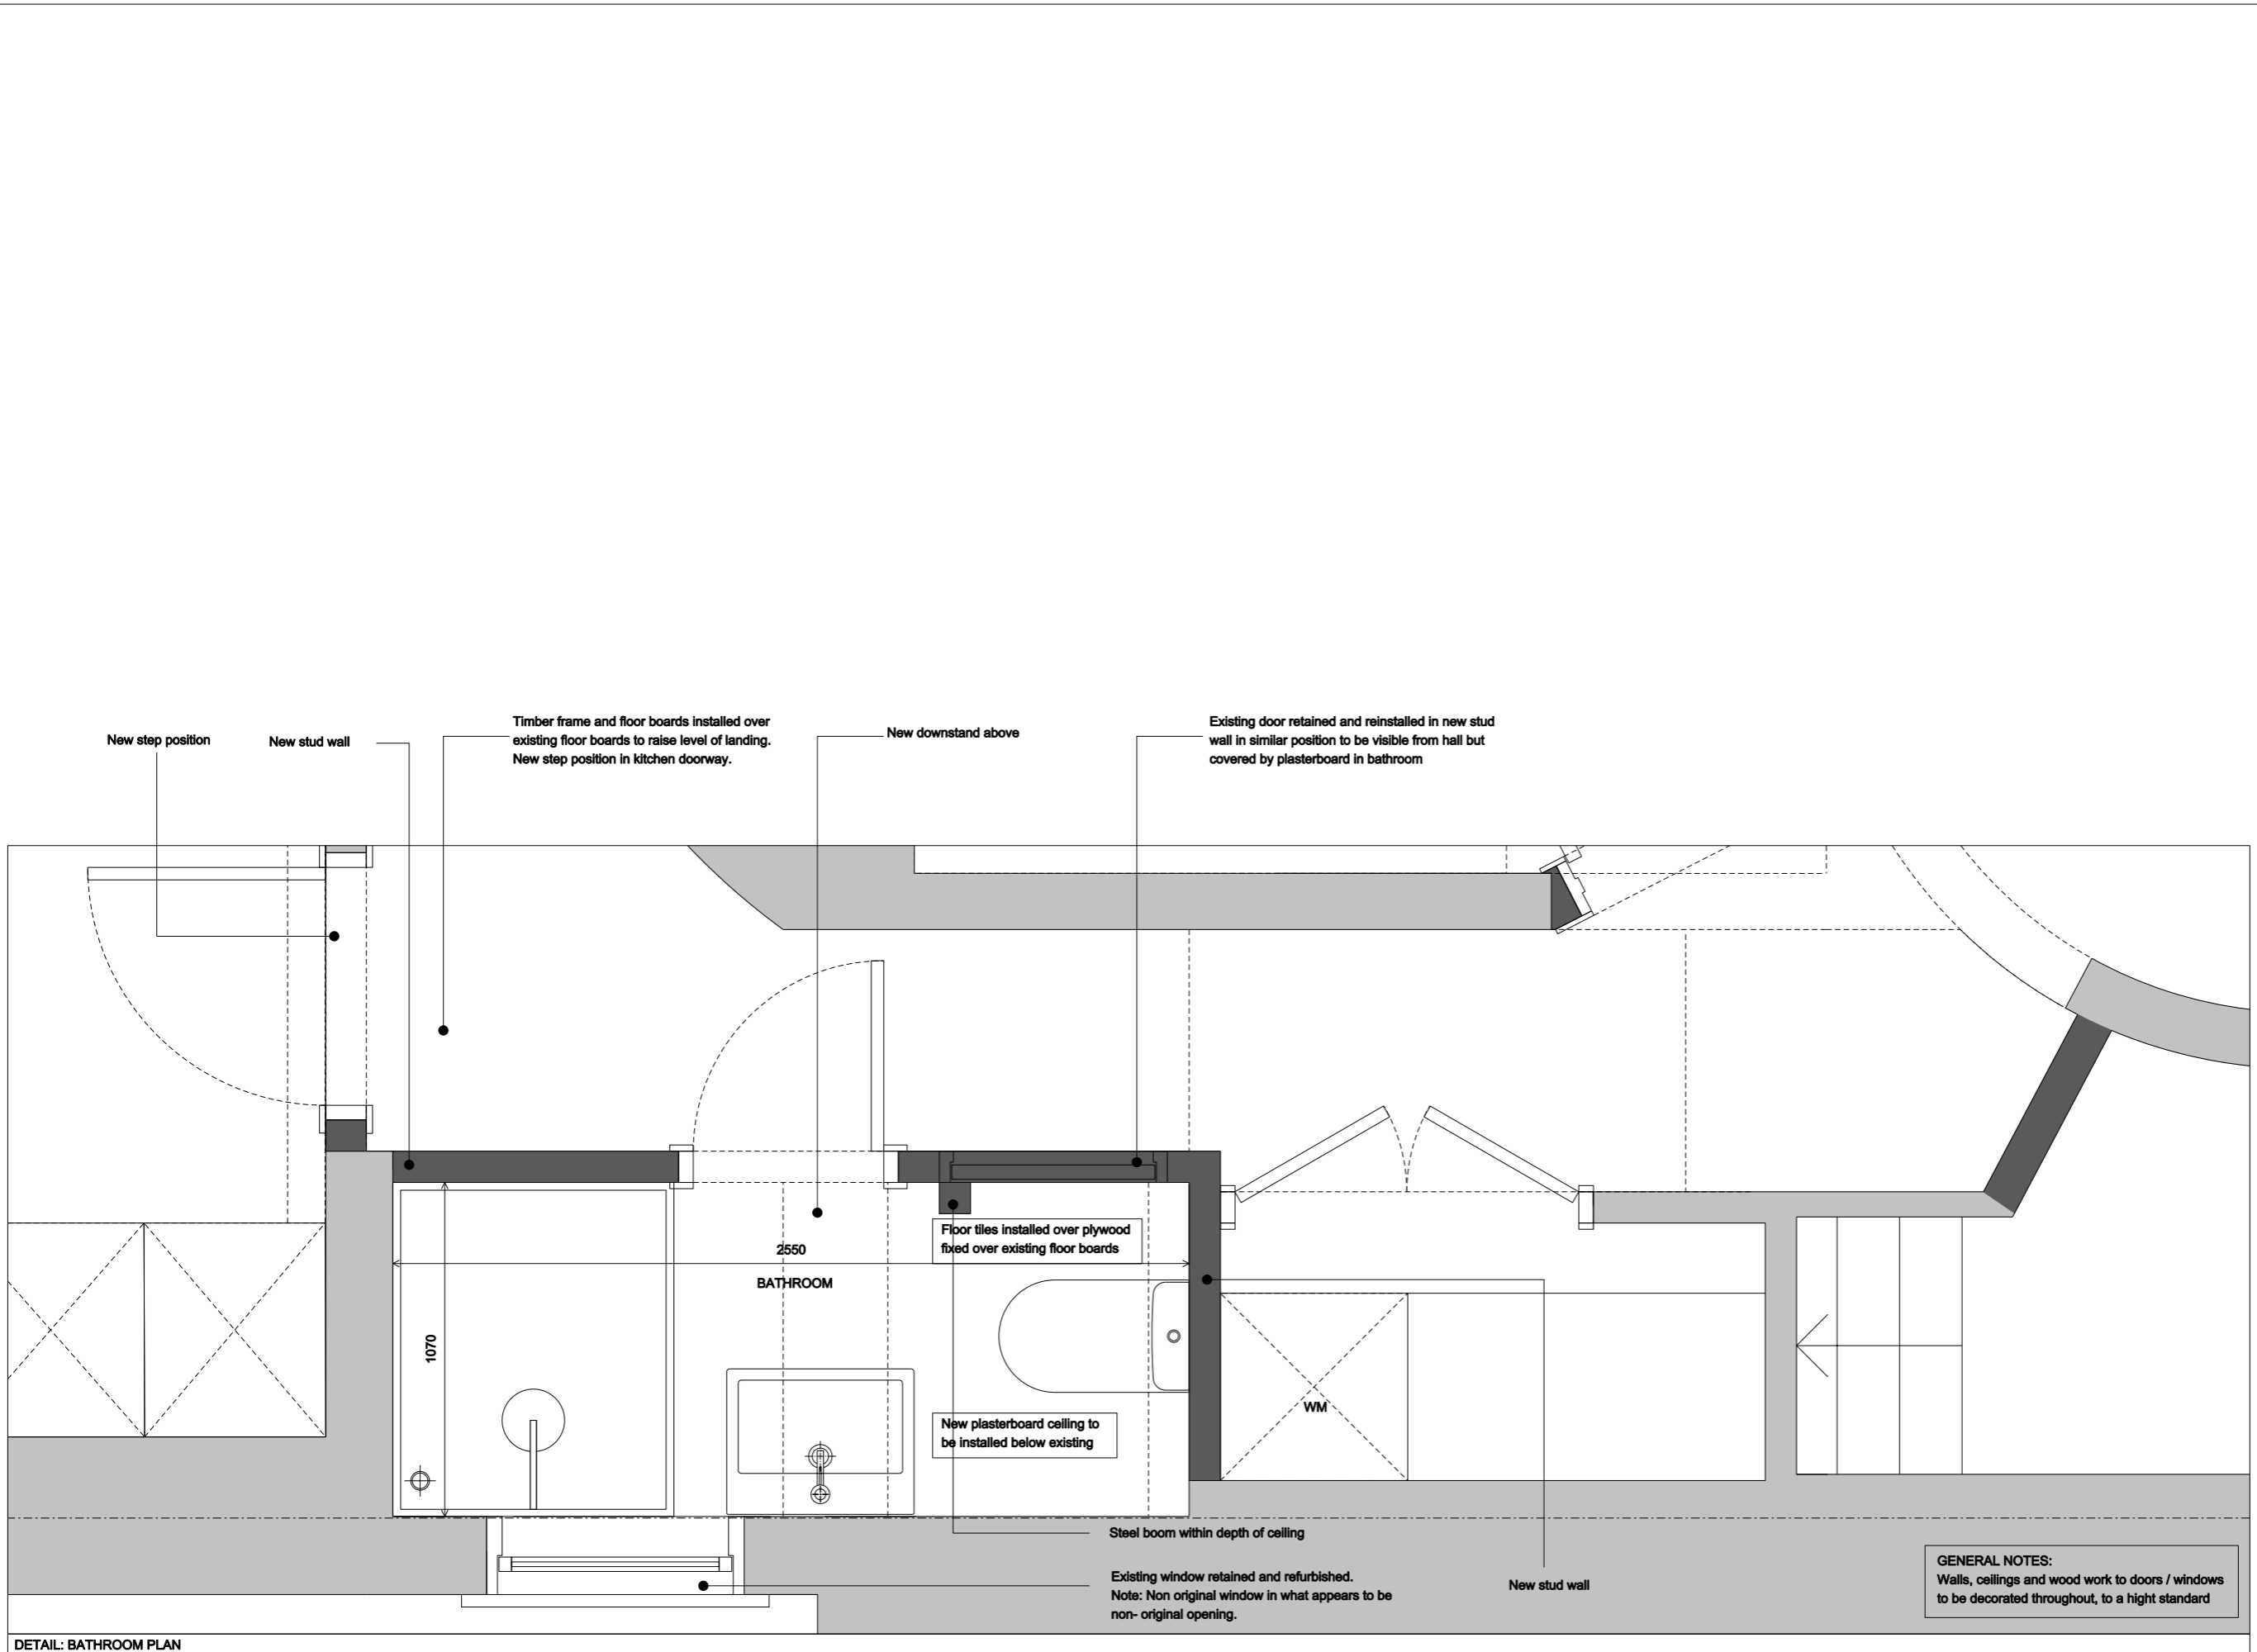 New step position
New stud wall
Timber frame and floor boards installed over
existing floor boards to raise level of landing.
New step position in kitchen doorway.
New downstand above
Existing door retained and reinstalled in new stud
wall in similar position to be visible from hall but
covered by plasterboard in bathroom
Floor tiles installed over plywood
fixed over existing floor boards
2550
BATHROOM
1070
WM
New plasterboard ceiling to
be installed below existing
Steel boom within depth of ceiling
Existing window retained and refurbished.
Note: Non original window in what appears to be
non- original opening.
New stud wall
GENERAL NOTES:
Walls, ceilings and wood work to doors / windows
to be decorated throughout, to a hight standard
DETAIL: BATHROOM PLAN